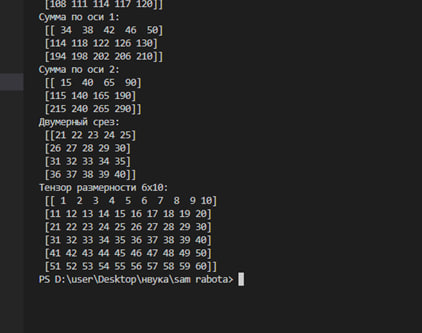 [108 111 114 117 120]]
Сумма по оси 1:
[[ 34 38 42 46 50]
[114 118 122 126 130]
[194 198 202 206 210]]
Сумма по оси 2:
[[ 15 40 65 90]
[115 140 165 190]
[215 240 265 290]]
Двумерный срез:
[[21 22 23 24 25]
[26 27 28 29 30]
[31 32 33 34 35]
[36 37 38 39 40]]
Тензор размерности 6x10:
[[ 1 2 3 4 5 6 7 8 9 10]
[11 12 13 14 15 16 17 18 19 20]
[21 22 23 24 25 26 27 28 29 30]
[31 32 33 34 35 36 37 38 39 40]
[41 42 43 44 45 46 47 48 49 50]
[51 52 53 54 55 56 57 58 59 60]]
PS D:\user\Desktop\нвука\sam rabota>